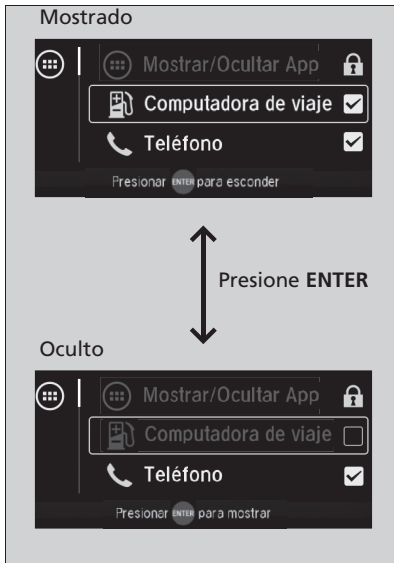 Mostrado
Mostrar/Ocultar App
Computadora de viaje
Teléfono
Presionar ENTER para esconder
Presione ENTER
Oculto
Mostrar/Ocultar App
Computadora de viaje
Teléfono
Presionar ENTER para mostrar